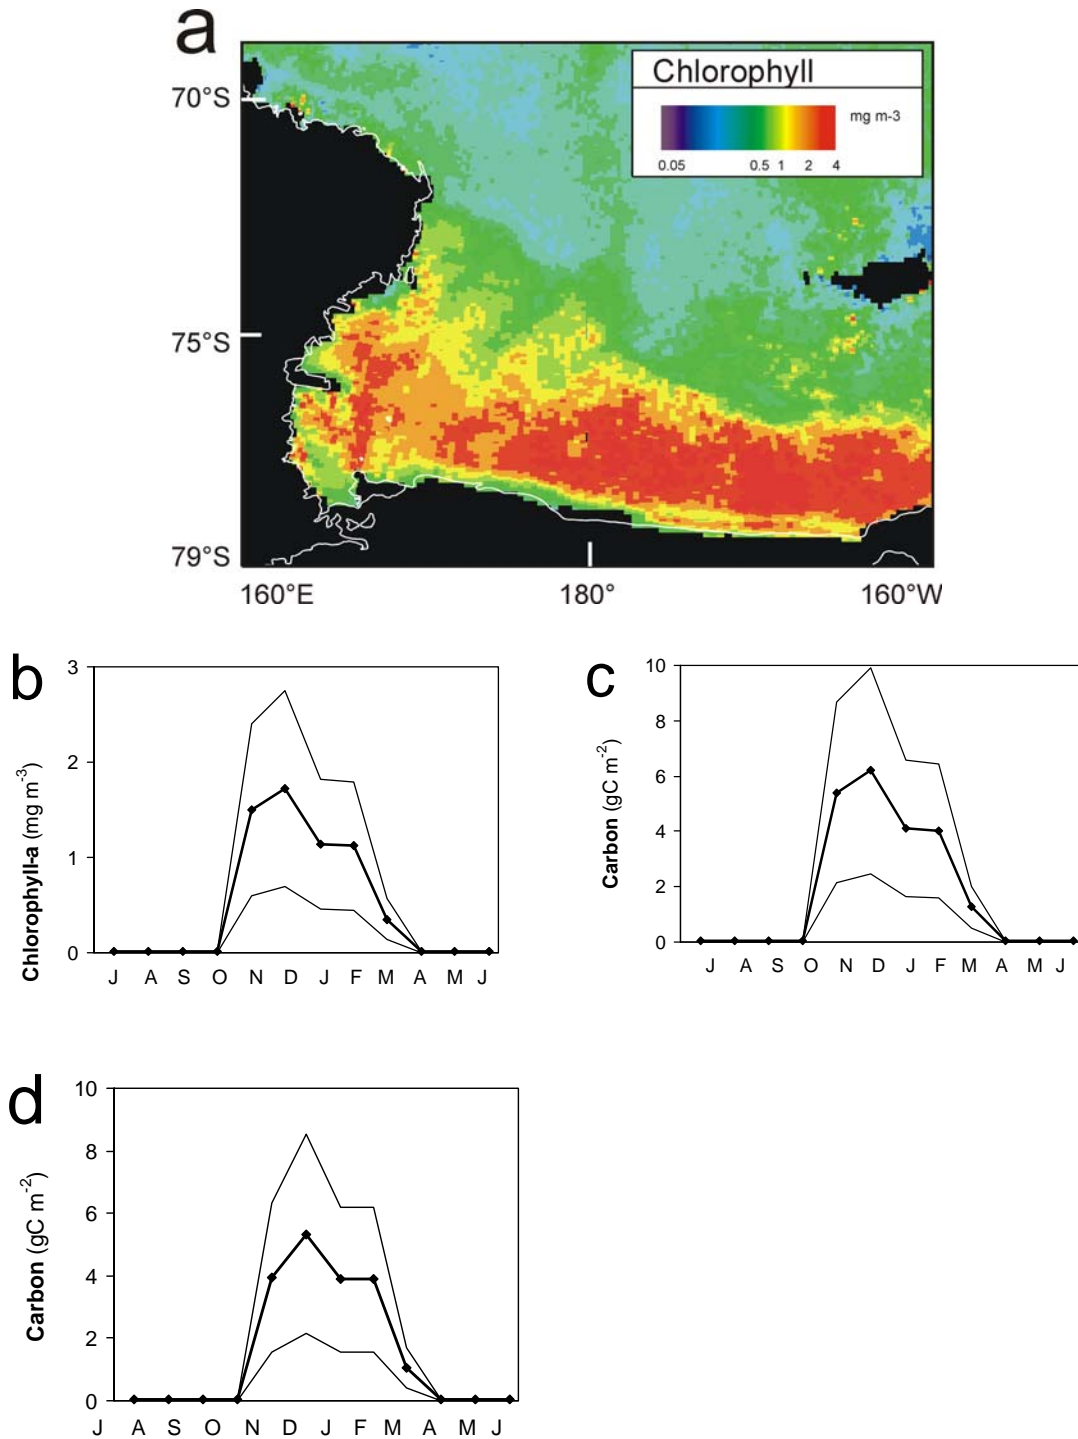 a
Chlorophyll
mg m-3
0.05 0.5 1 2 4
70°S
75°S
79°S
160°E 180° 160°W
b
Chlorophyll-a (mg m-3)
3
2
1
0
J A S O N D J F M A M J
c
Carbon (gC m-2)
10
8
6
4
2
0
J A S O N D J F M A M J
d
Carbon (gC m-2)
10
8
6
4
2
0
J A S O N D J F M A M J